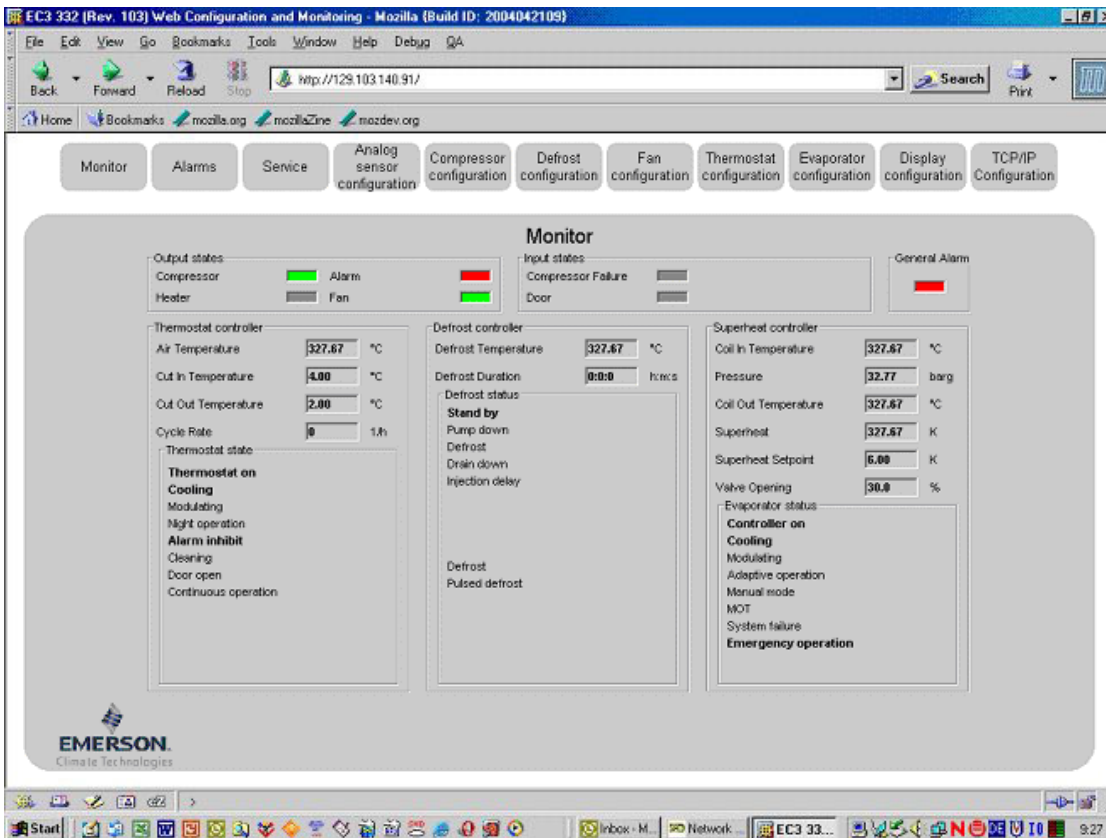 EC3 332 (Rev. 103) Web Configuration and Monitoring - Mozilla {Build ID: 2004042109}
File Edit View Go Bookmarks Tools Window Help Debug QA
Back Forward Reload Stop http://129.103.140.91/ Search Print
Home Bookmarks mozilla.org mozillaZine mozdev.org
Monitor Alarms Service Analog sensor configuration Compressor configuration Defrost configuration Fan configuration Thermostat configuration Evaporator configuration Display configuration TCP/IP Configuration
Monitor
Output states
Compressor Alarm
Heater Fan
Input states
Compressor Failure
Door
General Alarm
Thermostat controller
Air Temperature 327.67 °C
Cut In Temperature 4.00 °C
Cut Out Temperature 2.00 °C
Cycle Rate 0 1/h
Thermostat state
Thermostat on
Cooling
Modulating
Night operation
Alarm inhibit
Cleaning
Door open
Continuous operation
Defrost controller
Defrost Temperature 327.67 °C
Defrost Duration 0:0:0 h:m:s
Defrost status
Stand by
Pump down
Defrost
Drain down
Injection delay
Defrost
Pulsed defrost
Superheat controller
Coil In Temperature 327.67 °C
Pressure 32.77 barg
Coil Out Temperature 327.67 °C
Superheat 327.67 K
Superheat Setpoint 6.00 K
Valve Opening 30.0 %
Evaporator status
Controller on
Cooling
Modulating
Adaptive operation
Manual mode
MOT
System failure
Emergency operation
EMERSON.
Climate Technologies
Start Inbox - M... Network ... EC3 33... DE 9:27